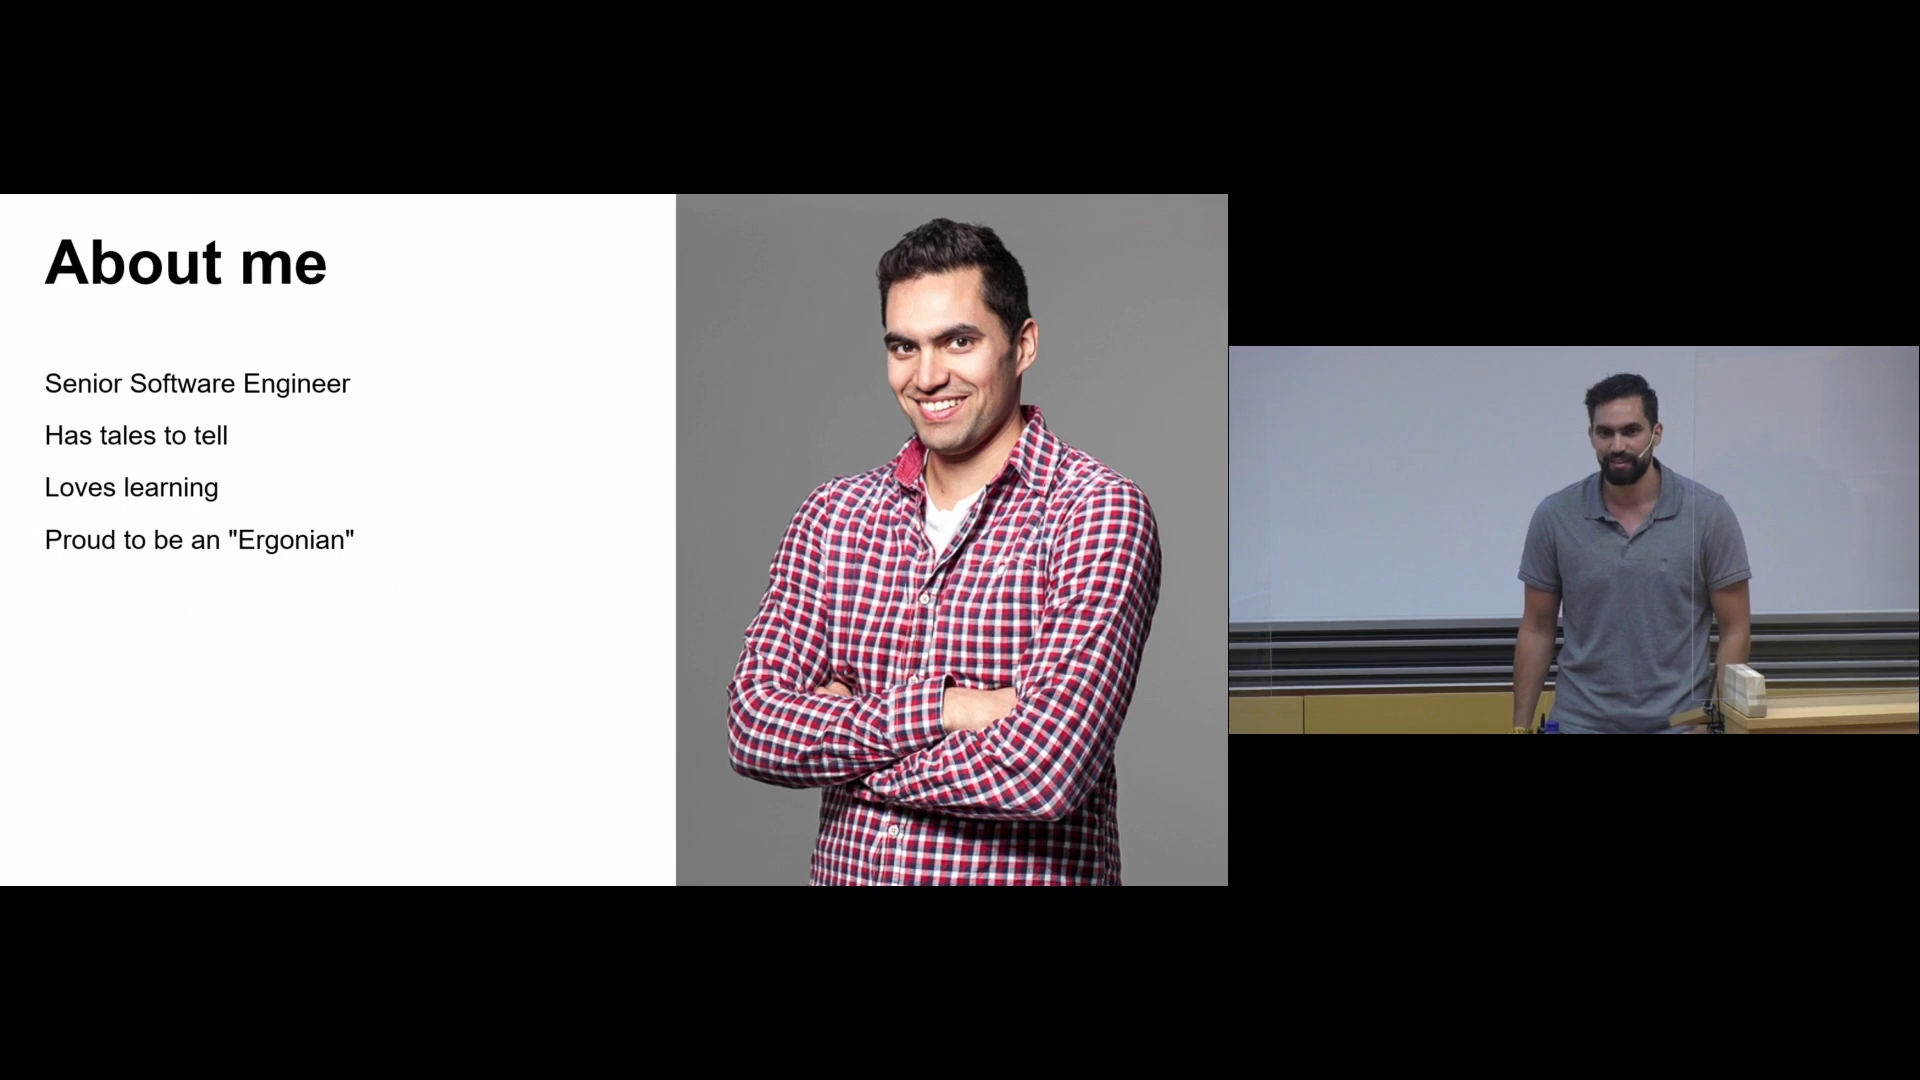 About me
Senior Software Engineer
Has tales to tell
Loves learning
Proud to be an "Ergonian"